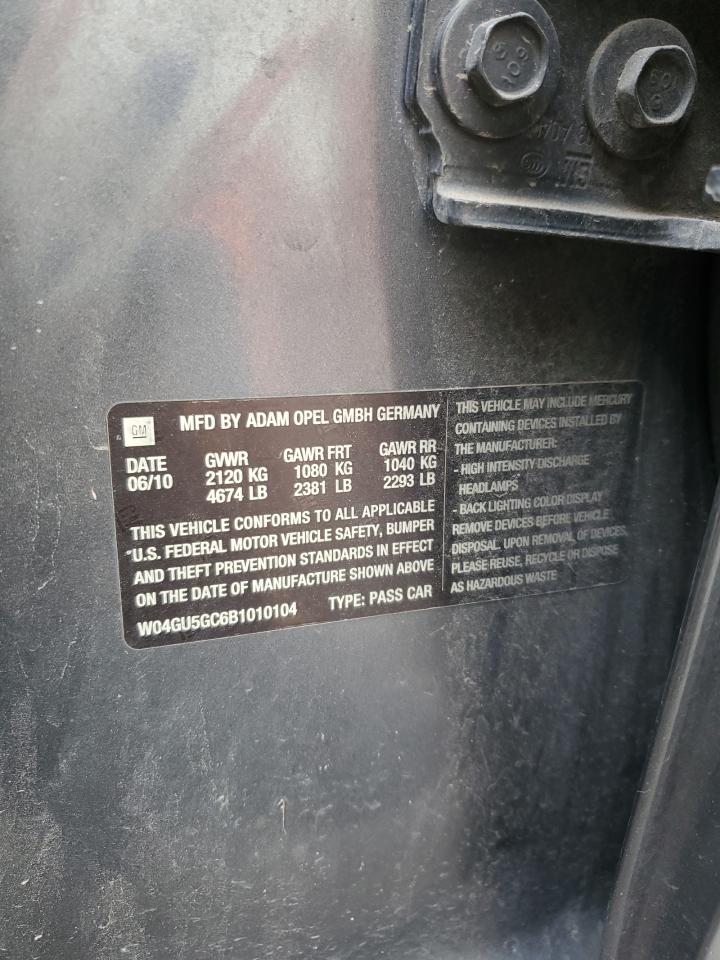 GM
MFD BY ADAM OPEL GMBH GERMANY
DATE GVWR GAWR FRT GAWR RR
06/10 2120 KG 1080 KG 1040 KG
4674 LB 2381 LB 2293 LB
THIS VEHICLE CONFORMS TO ALL APPLICABLE
U.S. FEDERAL MOTOR VEHICLE SAFETY, BUMPER
AND THEFT PREVENTION STANDARDS IN EFFECT
ON THE DATE OF MANUFACTURE SHOWN ABOVE
W04GU5GC6B1010104 TYPE: PASS CAR
THIS VEHICLE MAY INCLUDE MERCURY
CONTAINING DEVICES INSTALLED BY
THE MANUFACTURER:
- HIGH INTENSITY DISCHARGE
HEADLAMPS
- BACK LIGHTING COLOR DISPLAY
REMOVE DEVICES BEFORE VEHICLE
DISPOSAL. UPON REMOVAL OF DEVICES,
PLEASE REUSE, RECYCLE OR DISPOSE
AS HAZARDOUS WASTE